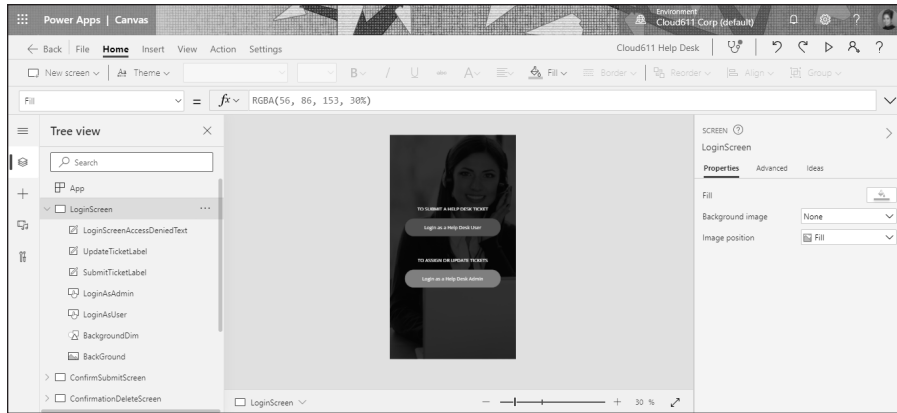 Power Apps | Canvas
Environment
Cloud611 Corp (default)
?
Back File Home Insert View Action Settings
Cloud611 Help Desk
?
New screen Theme B / U abc A Fill Border Reorder Align Group
Fill = fx RGBA(56, 86, 153, 30%)
Tree view
Search
App
LoginScreen ...
LoginScreenAccessDeniedText
UpdateTicketLabel
SubmitTicketLabel
LoginAsAdmin
LoginAsUser
BackgroundDim
BackGround
ConfirmSubmitScreen
ConfirmationDeleteScreen
TO SUBMIT A HELP DESK TICKET
Login as a Help Desk User
TO ASSIGN OR UPDATE TICKETS
Login as a Help Desk Admin
LoginScreen
30 %
SCREEN ?
LoginScreen
Properties Advanced Ideas
Fill
Background image None
Image position Fill